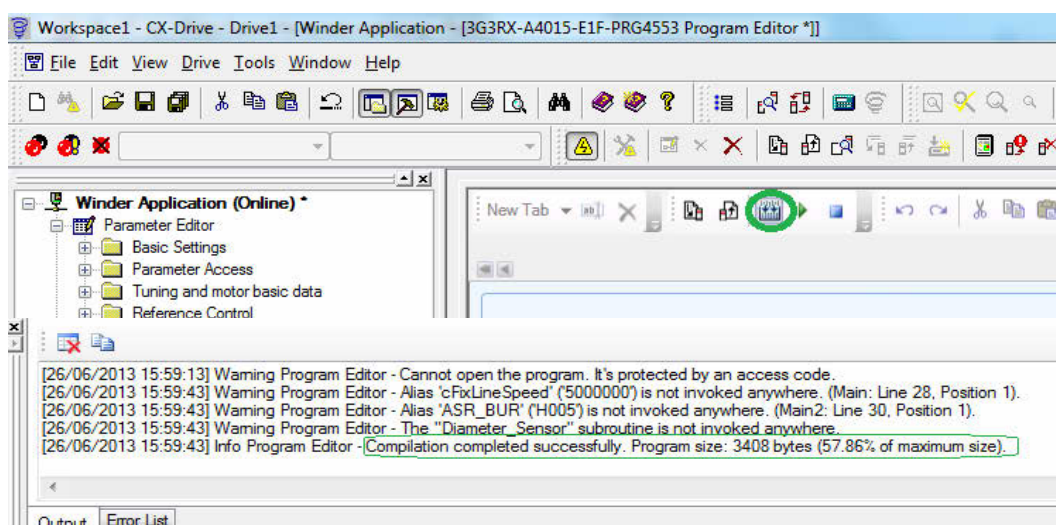 Workspace1 - CX-Drive - Drive1 - [Winder Application - [3G3RX-A4015-E1F-PRG4553 Program Editor *]]
File Edit View Drive Tools Window Help
Winder Application (Online) *
Parameter Editor
Basic Settings
Parameter Access
Tuning and motor basic data
Reference Control
New Tab
[26/06/2013 15:59:13] Warning Program Editor - Cannot open the program. It's protected by an access code.
[26/06/2013 15:59:43] Warning Program Editor - Alias 'cFixLineSpeed' ('5000000') is not invoked anywhere. (Main: Line 28, Position 1).
[26/06/2013 15:59:43] Warning Program Editor - Alias 'ASR_BUR' ('H005') is not invoked anywhere. (Main2: Line 30, Position 1).
[26/06/2013 15:59:43] Warning Program Editor - The "Diameter_Sensor" subroutine is not invoked anywhere.
[26/06/2013 15:59:43] Info Program Editor - Compilation completed successfully. Program size: 3408 bytes (57.86% of maximum size).
Output Error List